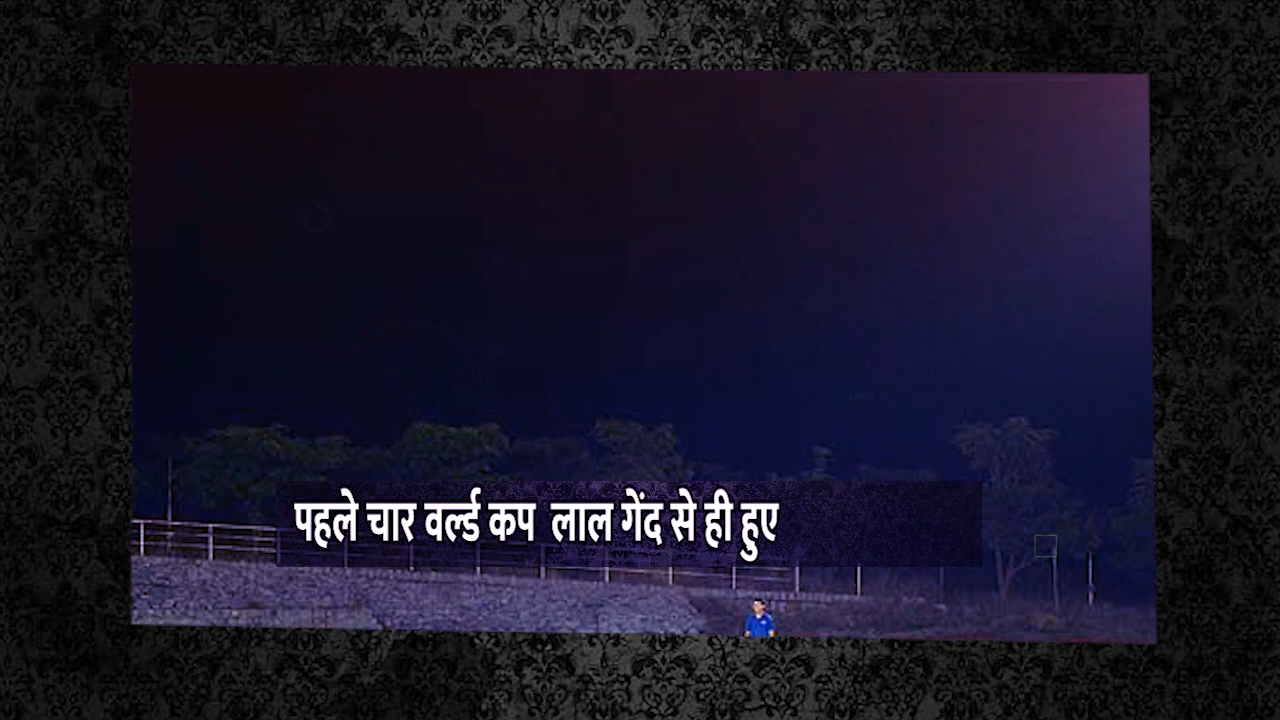 पहले चार वर्ल्ड कप लाल गेंद से ही हुए